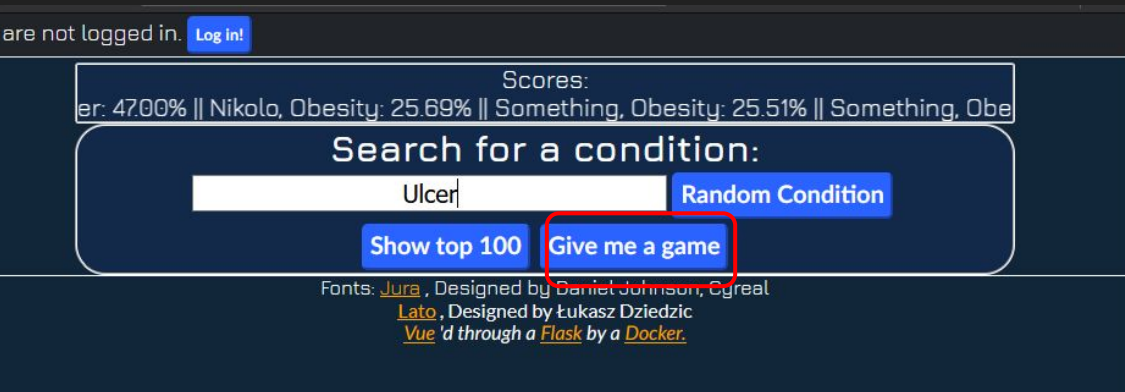 are not logged in. Log in!
Scores:
er: 47.00% || Nikolo, Obesity: 25.69% || Something, Obesity: 25.51% || Something, Obe
Search for a condition:
Ulcer Random Condition
Show top 100 Give me a game
Fonts: Jura , Designed by Daniel Johnson, Cyreal
Lato , Designed by Łukasz Dziedzic
Vue 'd through a Flask by a Docker.